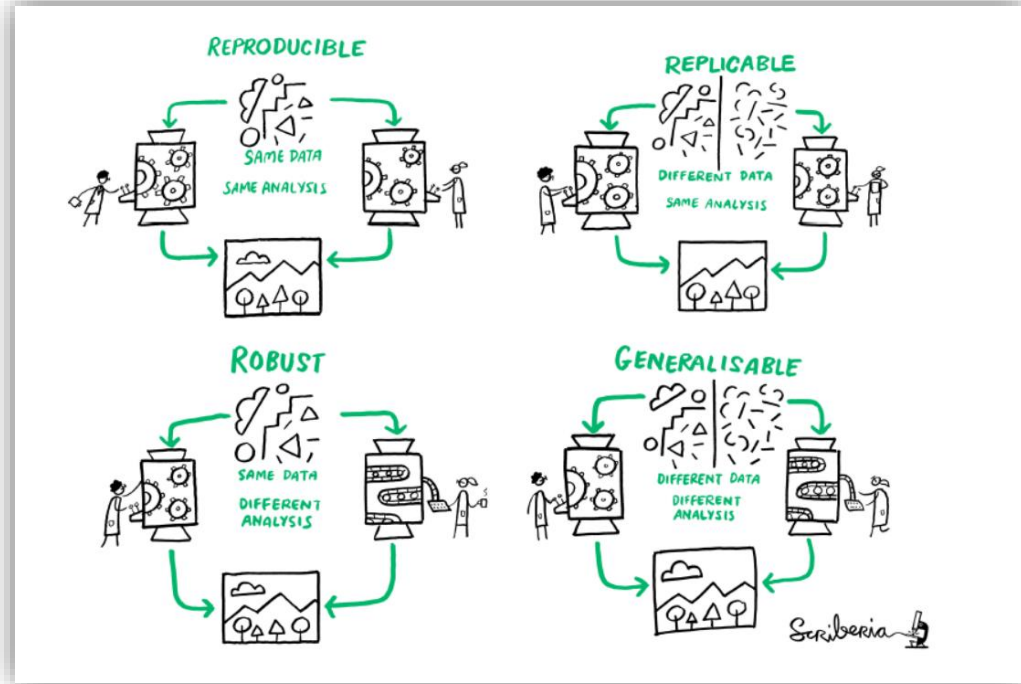 REPRODUCIBLE
SAME DATA
SAME ANALYSIS
REPLICABLE
DIFFERENT DATA
SAME ANALYSIS
ROBUST
SAME DATA
DIFFERENT
ANALYSIS
GENERALISABLE
DIFFERENT DATA
DIFFERENT
ANALYSIS
Scriberia